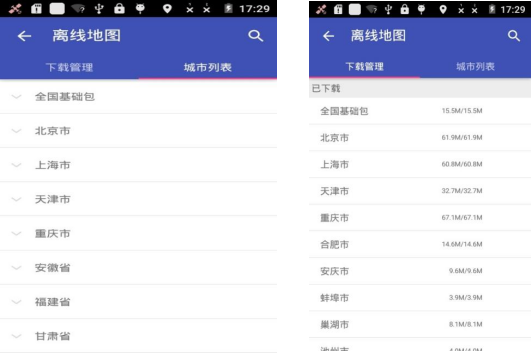 17:29
离线地图
下载管理 城市列表
全国基础包
北京市
上海市
天津市
重庆市
安徽省
福建省
甘肃省
17:29
离线地图
下载管理 城市列表
已下载
全国基础包 15.5M/15.5M
北京市 61.9M/61.9M
上海市 60.8M/60.8M
天津市 32.7M/32.7M
重庆市 67.1M/67.1M
合肥市 14.6M/14.6M
安庆市 9.6M/9.6M
蚌埠市 3.9M/3.9M
巢湖市 8.1M/8.1M